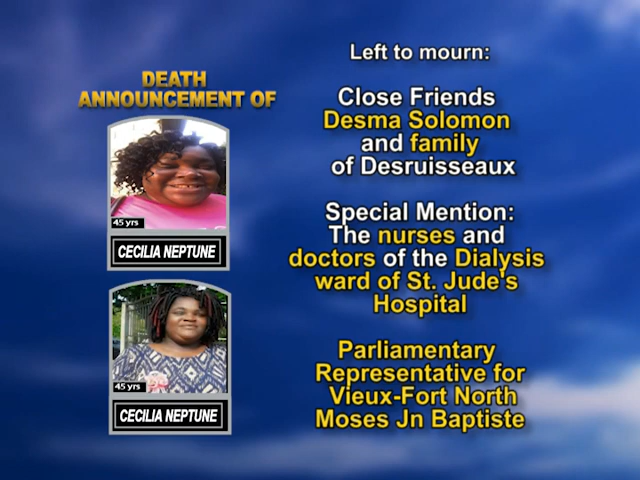 DEATH
ANNOUNCEMENT OF
45 yrs
CECILIA NEPTUNE
45 yrs
CECILIA NEPTUNE
Left to mourn:
Close Friends
Desma Solomon
and family
of Desruisseaux
Special Mention:
The nurses and
doctors of the Dialysis
ward of St. Jude's
Hospital
Parliamentary
Representative for
Vieux-Fort North
Moses Jn Baptiste